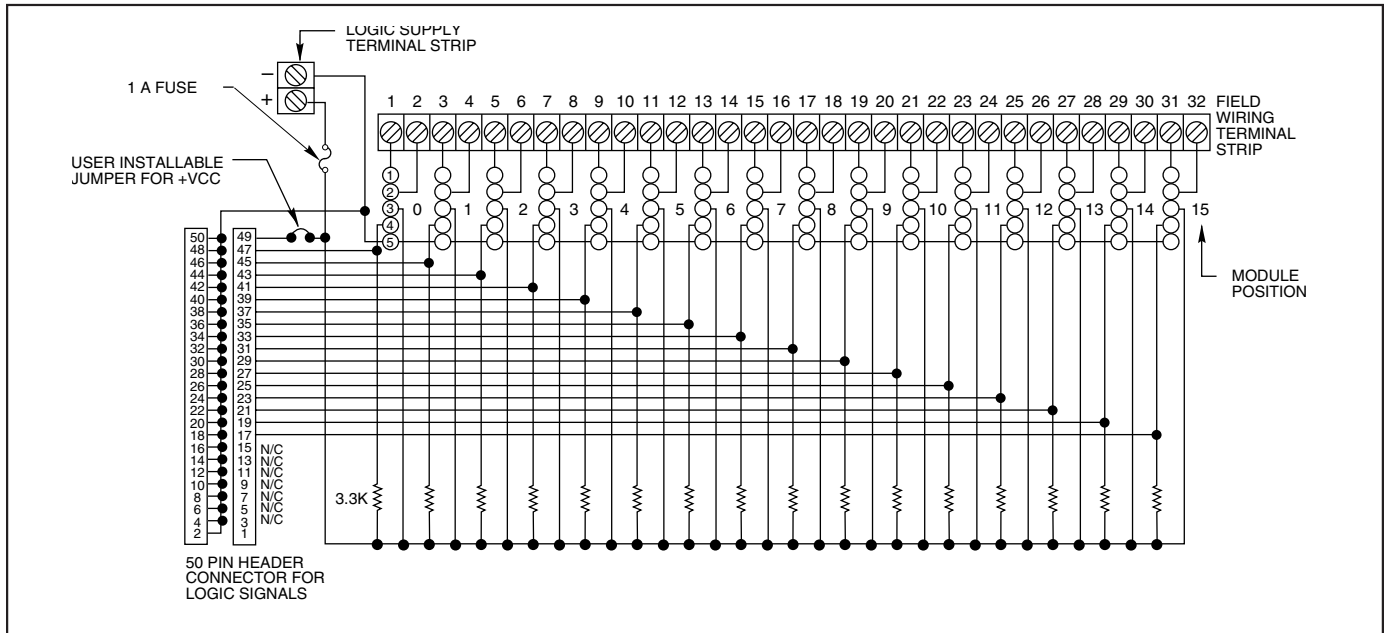 LOGIC SUPPLY
TERMINAL STRIP
1 A FUSE
−
+
1 2 3 4 5 6 7 8 9 10 11 12 13 14 15 16 17 18 19 20 21 22 23 24 25 26 27 28 29 30 31 32
FIELD
WIRING
TERMINAL
STRIP
USER INSTALLABLE
JUMPER FOR +VCC
1
2
3
4
5
0 1 2 3 4 5 6 7 8 9 10 11 12 13 14 15
MODULE
POSITION
50 49
48 47
46 45
44 43
42 41
40 39
38 37
36 35
34 33
32 31
30 29
28 27
26 25
24 23
22 21
20 19
18 17
16 15 N/C
14 13 N/C
12 11 N/C
10 9 N/C
8 7 N/C
6 5 N/C
4 3 N/C
2 1
3.3K
50 PIN HEADER
CONNECTOR FOR
LOGIC SIGNALS